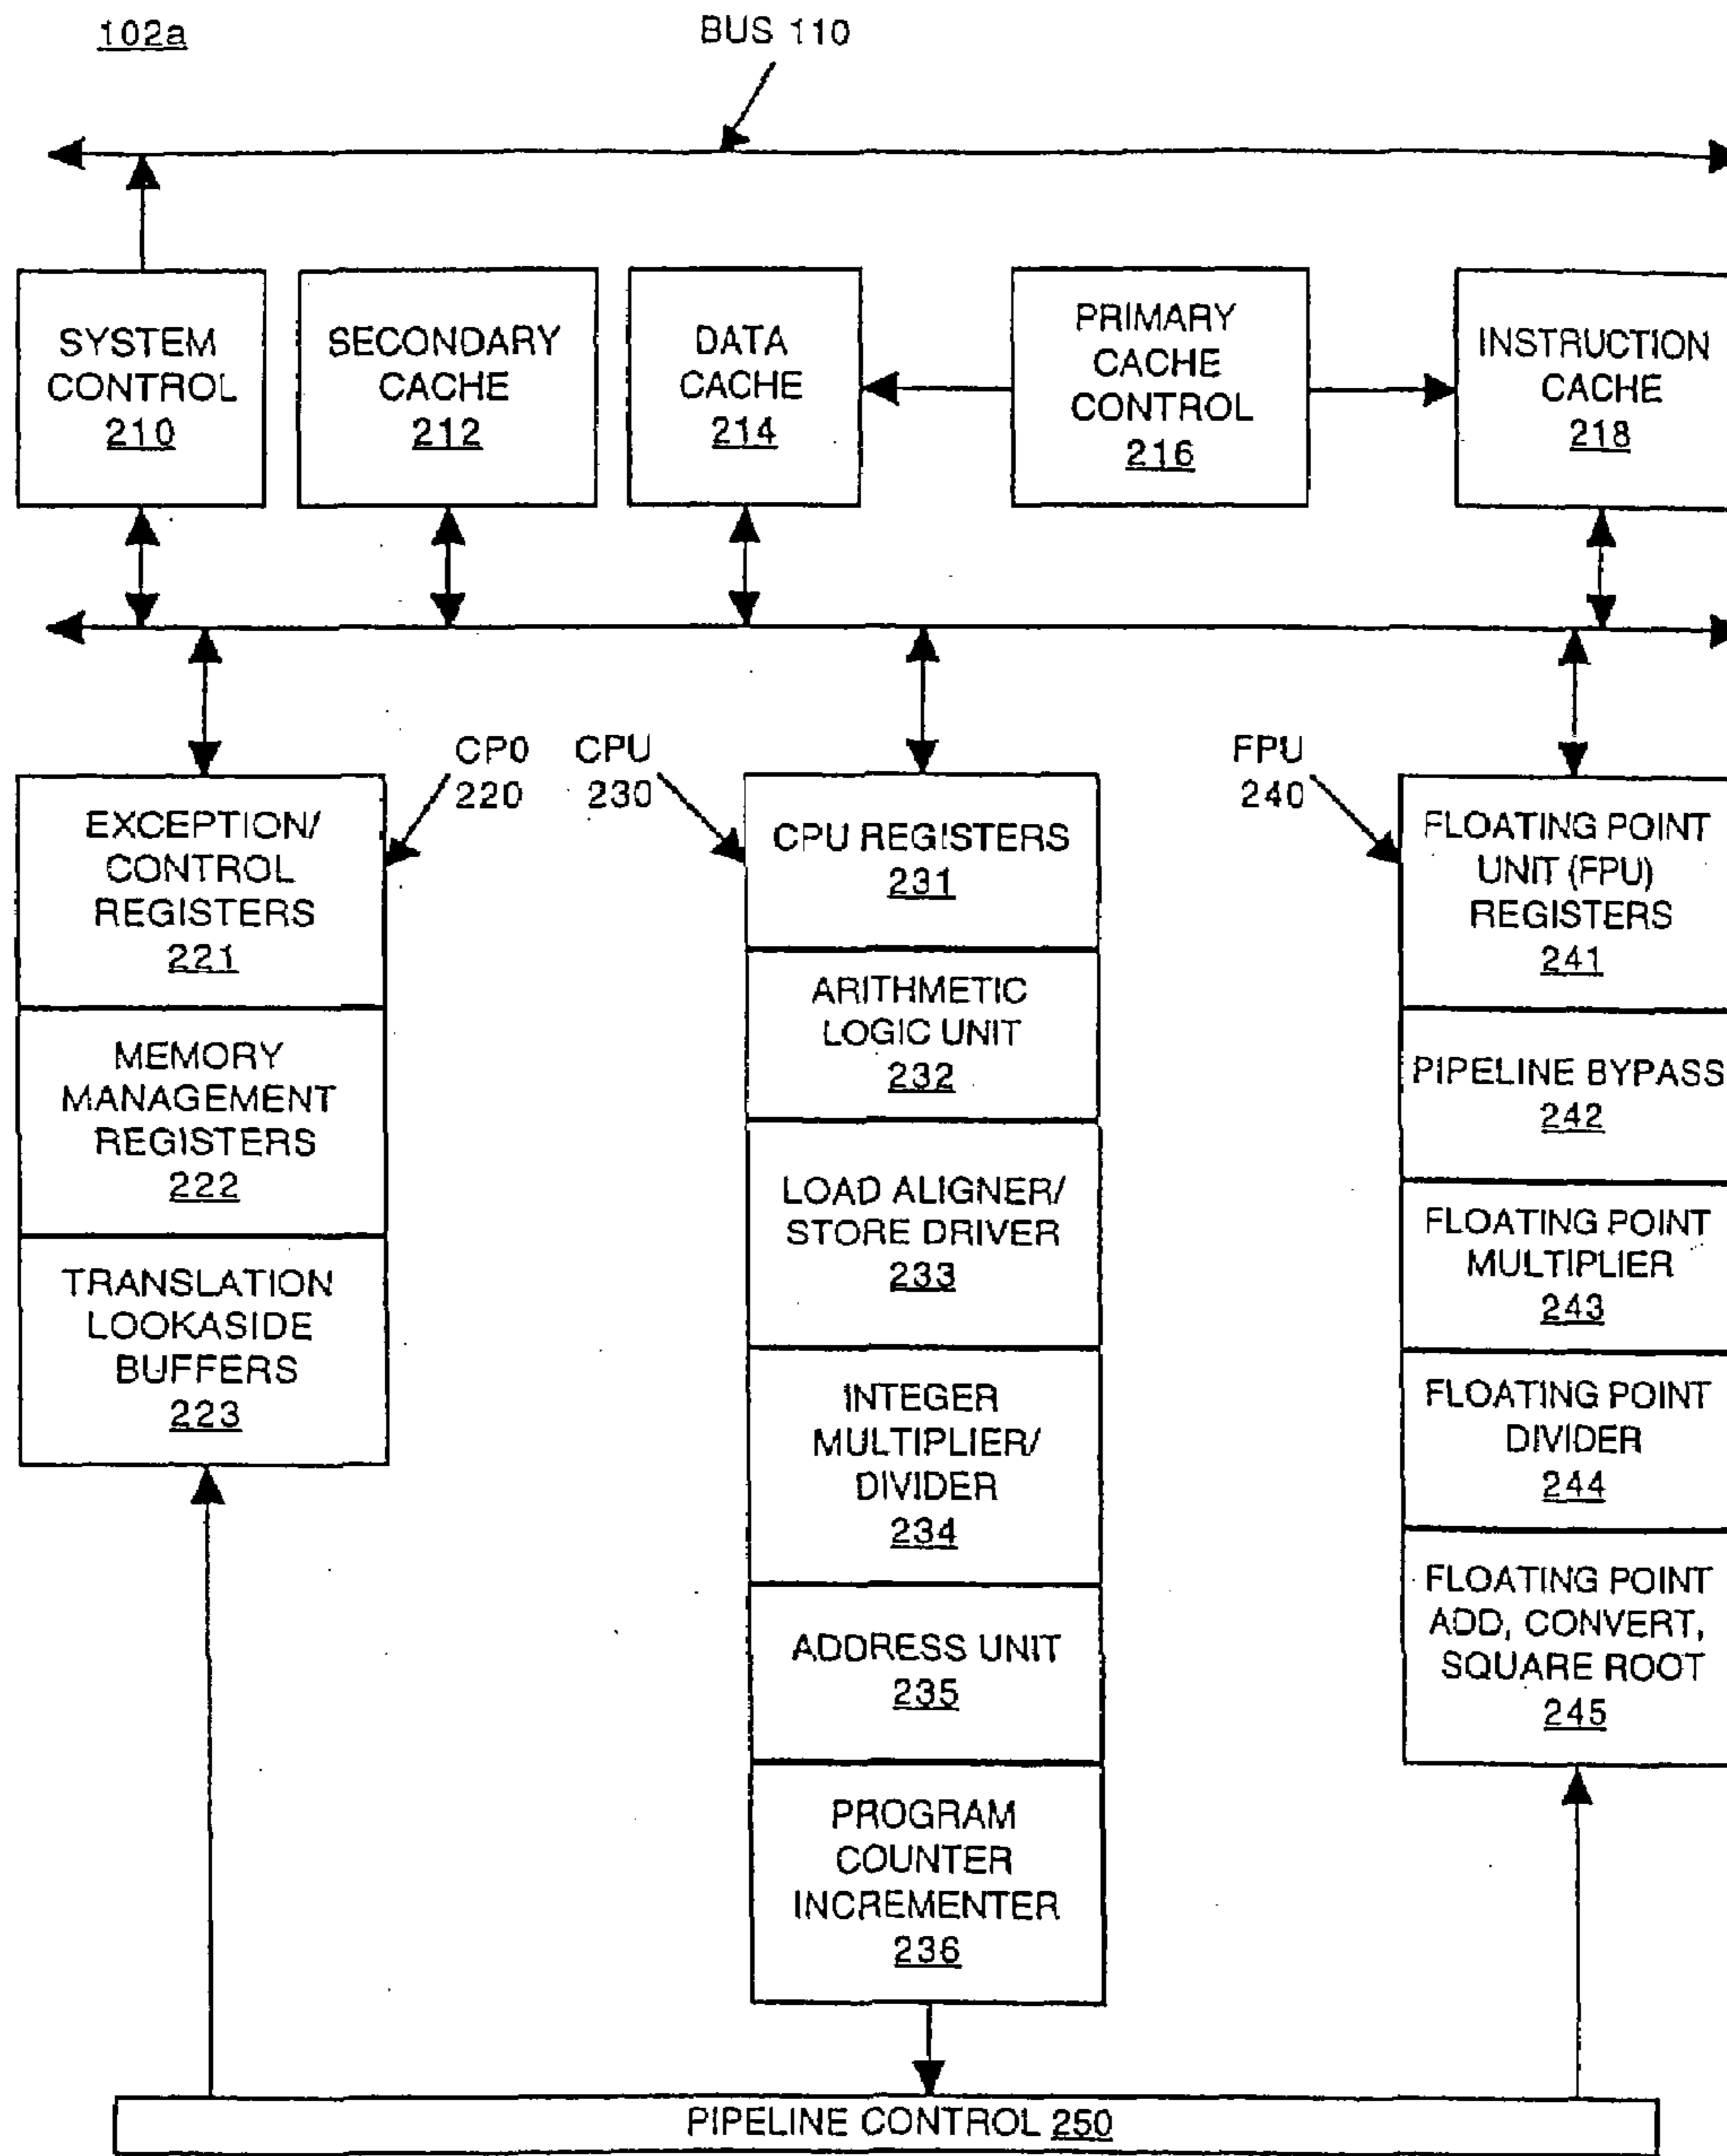 102a
BUS 110
SYSTEM
CONTROL
210
SECONDARY
CACHE
212
DATA
CACHE
214
PRIMARY
CACHE
CONTROL
216
INSTRUCTION
CACHE
218
CP0
220
CPU
230
FPU
240
EXCEPTION/
CONTROL
REGISTERS
221
MEMORY
MANAGEMENT
REGISTERS
222
TRANSLATION
LOOKASIDE
BUFFERS
223
CPU REGISTERS
231
ARITHMETIC
LOGIC UNIT
232
LOAD ALIGNER/
STORE DRIVER
233
INTEGER
MULTIPLIER/
DIVIDER
234
ADDRESS UNIT
235
PROGRAM
COUNTER
INCREMENTER
236
FLOATING POINT
UNIT (FPU)
REGISTERS
241
PIPELINE BYPASS
242
FLOATING POINT
MULTIPLIER
243
FLOATING POINT
DIVIDER
244
FLOATING POINT
ADD, CONVERT,
SQUARE ROOT
245
PIPELINE CONTROL 250